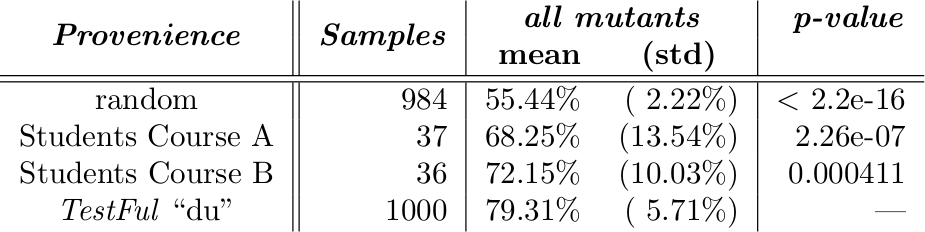 Provenience Samples all mutants p-value
mean (std)
random 984 55.44% ( 2.22%) < 2.2e-16
Students Course A 37 68.25% (13.54%) 2.26e-07
Students Course B 36 72.15% (10.03%) 0.000411
TestFul “du” 1000 79.31% ( 5.71%) —